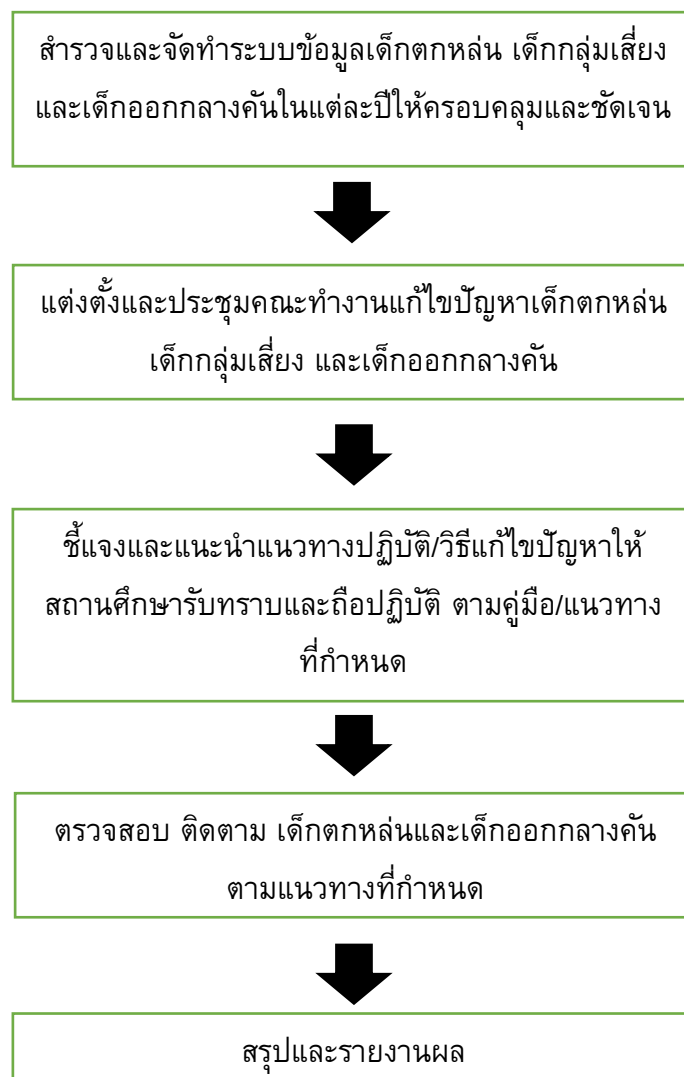 สำรวจและจัดทำระบบข้อมูลเด็กตกหล่น เด็กกลุ่มเสี่ยง
และเด็กออกกลางคันในแต่ละปีให้ครอบคลุมและชัดเจน
แต่งตั้งและประชุมคณะทำงานแก้ไขปัญหาเด็กตกหล่น
เด็กกลุ่มเสี่ยง และเด็กออกกลางคัน
ชี้แจงและแนะนำแนวทางปฏิบัติ/วิธีแก้ไขปัญหาให้
สถานศึกษารับทราบและถือปฏิบัติ ตามคู่มือ/แนวทาง
ที่กำหนด
ตรวจสอบ ติดตาม เด็กตกหล่นและเด็กออกกลางคัน
ตามแนวทางที่กำหนด
สรุปและรายงานผล